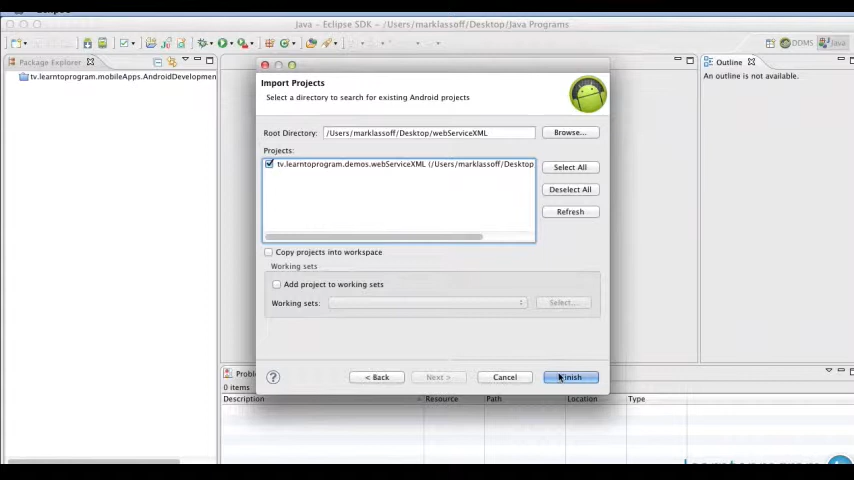 Eclipse
Java - Eclipse SDK - /Users/marklassoff/Desktop/Java Programs
DDMS
Java
Package Explorer
Outline
tv.learntoprogram.mobileApps.AndroidDevelopmen
An outline is not available.
Import Projects
Select a directory to search for existing Android projects
Root Directory:
/Users/marklassoff/Desktop/webServiceXML
Browse...
Projects:
tv.learntoprogram.demos.webServiceXML (/Users/marklassoff/Desktop
Select All
Deselect All
Refresh
Copy projects into workspace
Working sets
Add project to working sets
Working sets:
Select...
? < Back Next > Cancel Finish
Probl
0 items
Description Resource Path Location Type